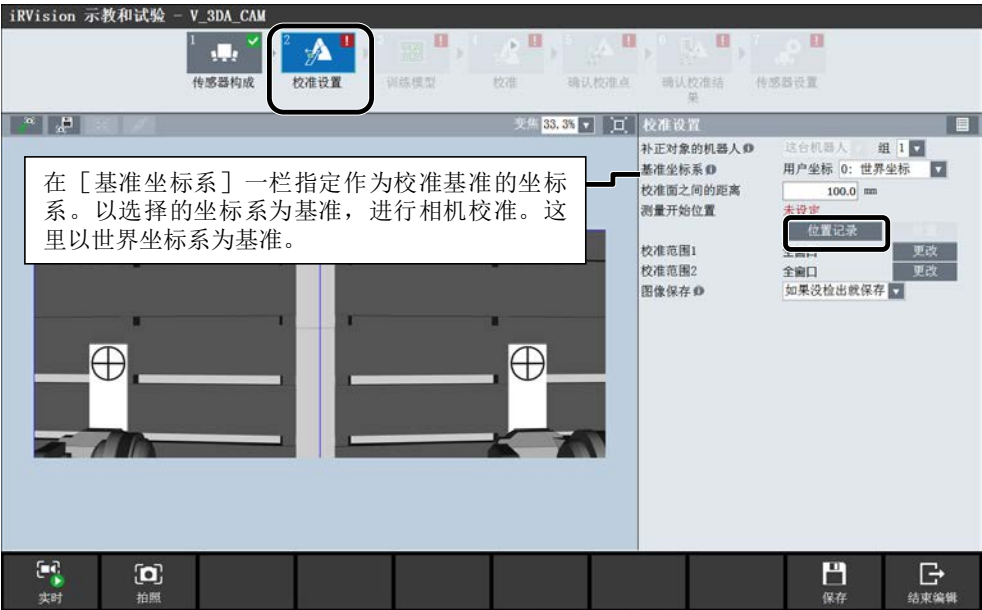 iRVision 示教和试验 - V_3DA_CAM
1
传感器构成
2
校准设置
3
训练模型
4
校准
5
确认校准点
6
确认校准结
果
7
传感器设置
变焦 33.3%
校准设置
补正对象的机器人 这台机器人 组 1
基准坐标系 用户坐标 0: 世界坐标
校准面之间的距离 100.0 mm
测量开始位置 未设定
位置记录
校准范围1 全窗口 更改
校准范围2 全窗口 更改
图像保存 如果没检出就保存
在［基准坐标系］一栏指定作为校准基准的坐标
系。以选择的坐标系为基准，进行相机校准。这
里以世界坐标系为基准。
实时
拍照
保存
结束编辑